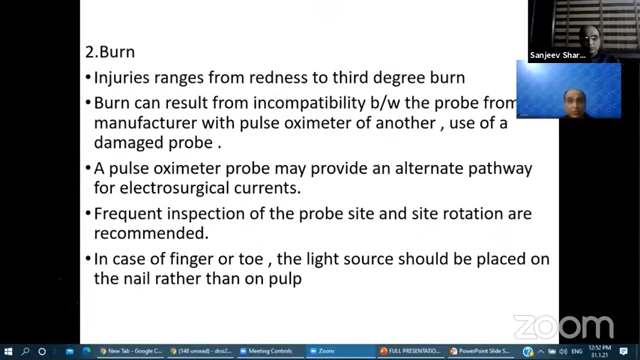 Sanjeev Shar...
2.Burn
• Injuries ranges from redness to third degree burn
• Burn can result from incompatibility b/w the probe from
manufacturer with pulse oximeter of another , use of a
damaged probe .
• A pulse oximeter probe may provide an alternate pathway
for electrosurgical currents.
• Frequent inspection of the probe site and site rotation are
recommended.
• In case of finger or toe , the light source should be placed on
the nail rather than on pulp
zoom
New Tab - Google C...
(148 unread) - dns2...
Meeting Controls
Zoom
FULL PRESENTATIO...
PowerPoint Slide S...
ENG
12:52 PM
31.1.21